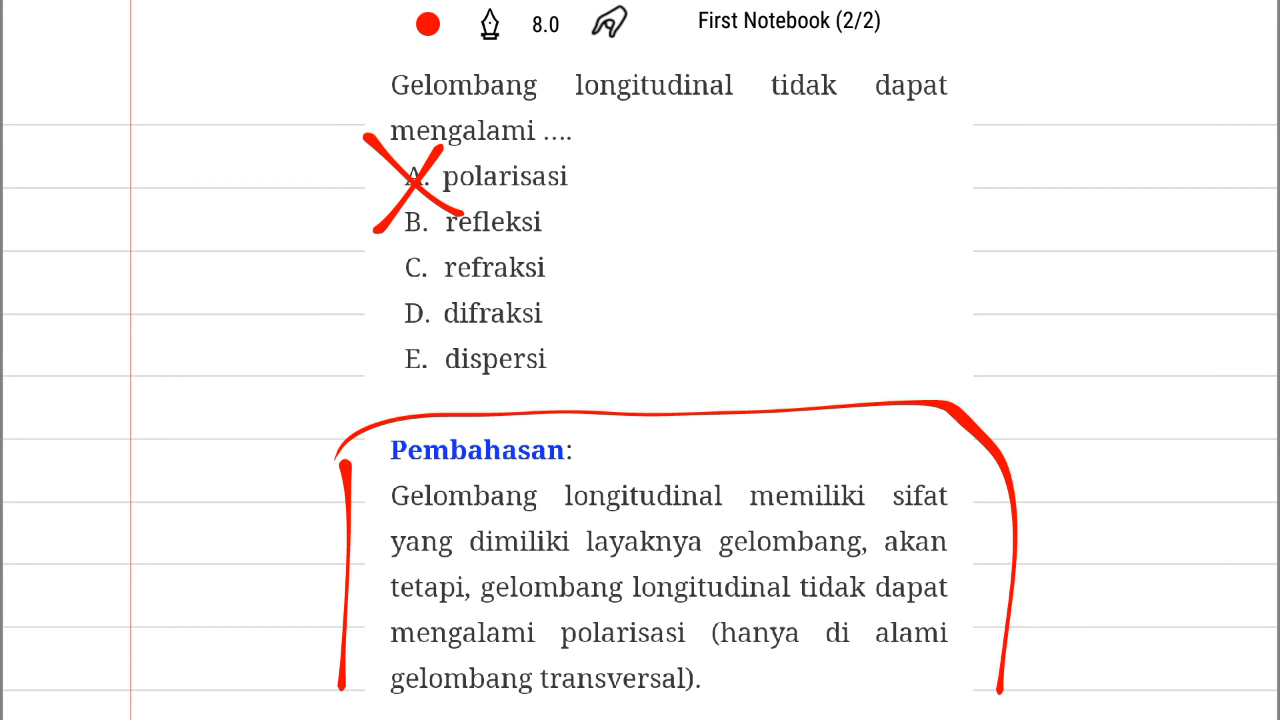 8.0 First Notebook (2/2)
Gelombang longitudinal tidak dapat
mengalami ....
A. polarisasi
B. refleksi
C. refraksi
D. difraksi
E. dispersi
Pembahasan:
Gelombang longitudinal memiliki sifat
yang dimiliki layaknya gelombang, akan
tetapi, gelombang longitudinal tidak dapat
mengalami polarisasi (hanya di alami
gelombang transversal).